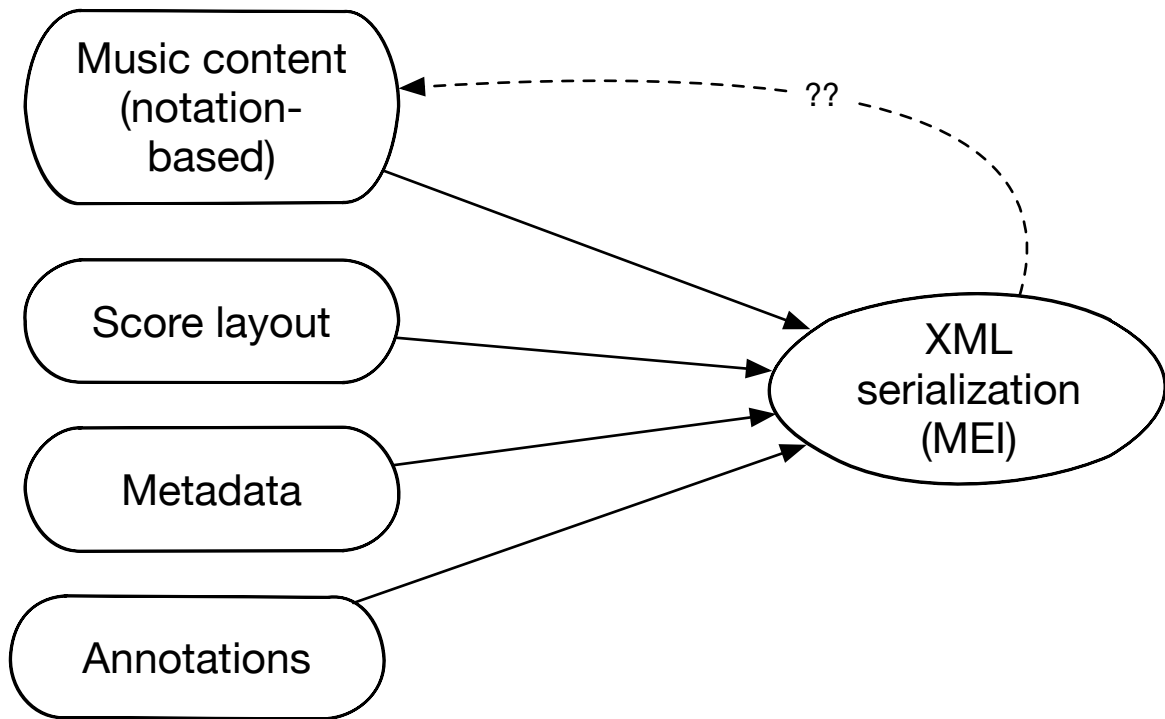 Music content
(notation-
based)
??
Score layout
XML
serialization
(MEI)
Metadata
Annotations